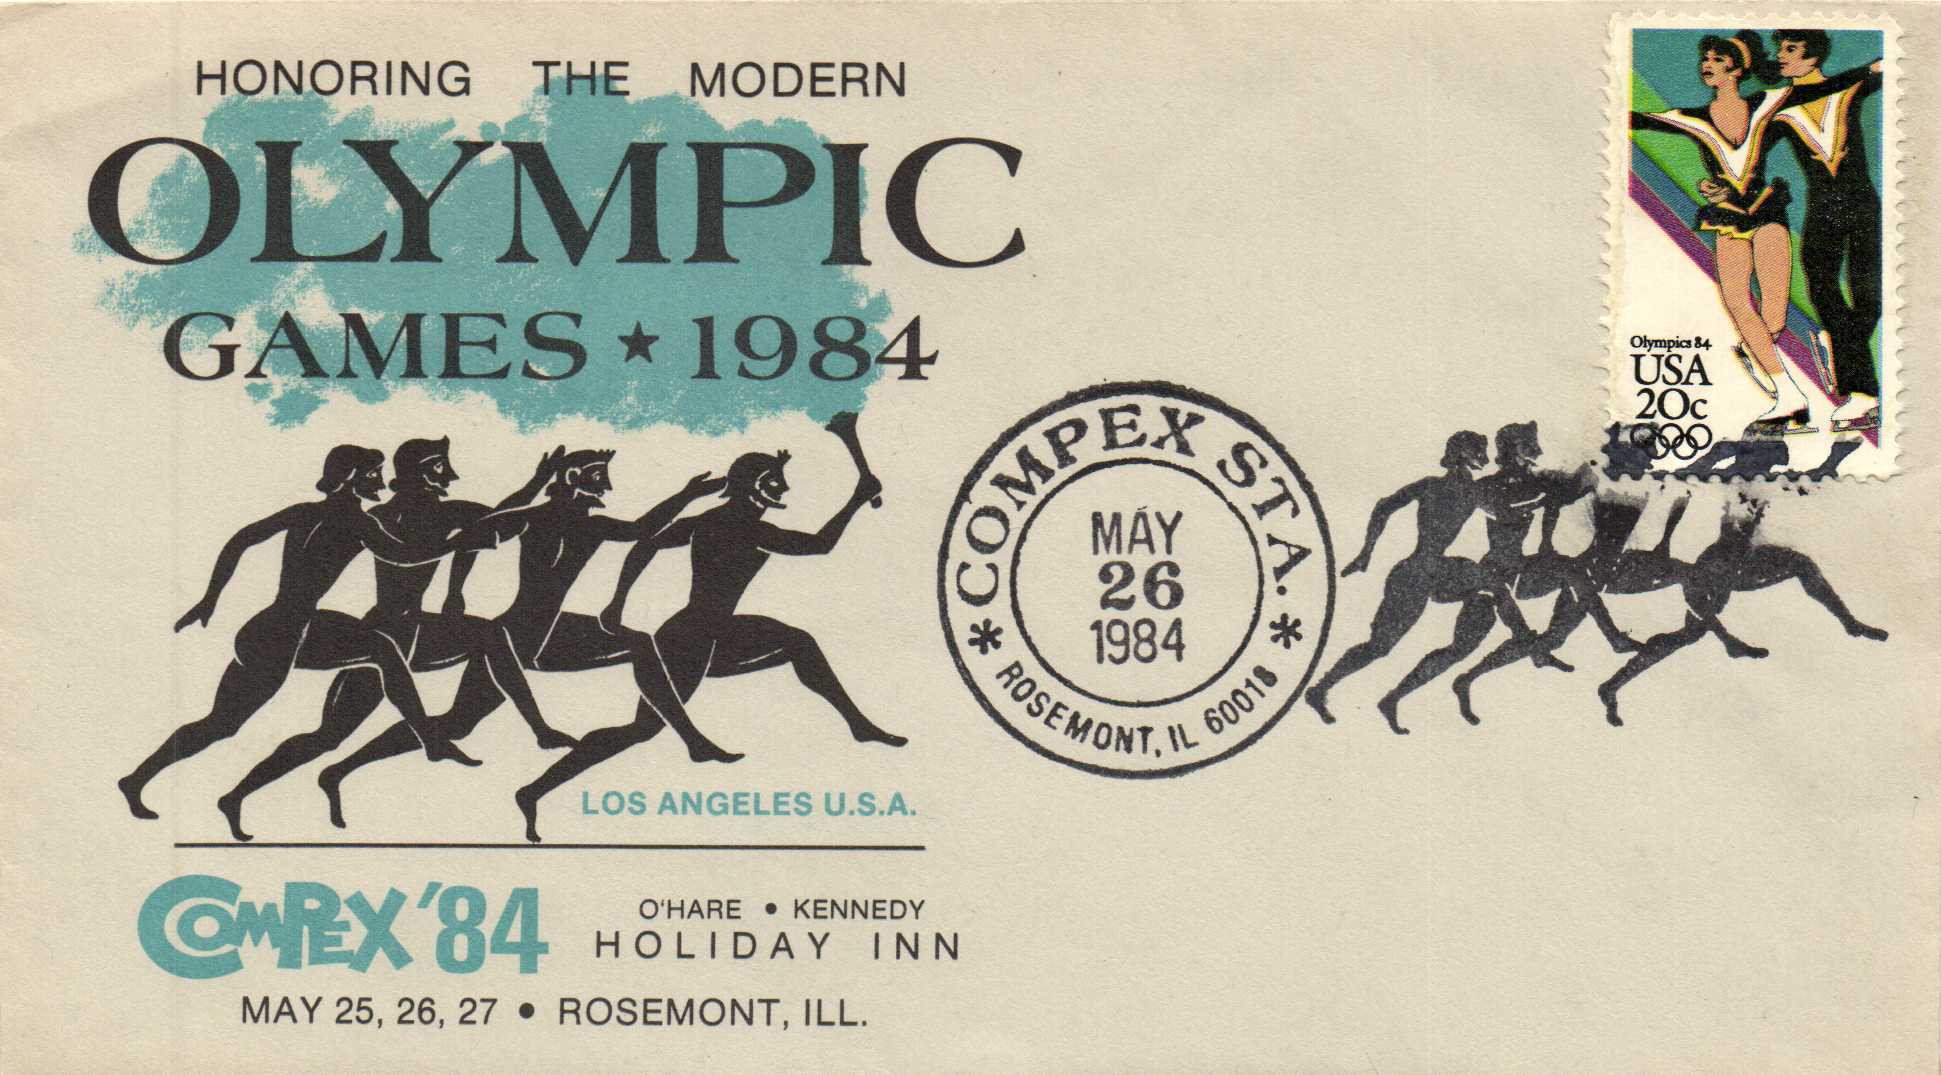 HONORING THE MODERN
OLYMPIC
GAMES ★ 1984
LOS ANGELES U.S.A.
COMPEX '84
O'HARE • KENNEDY
HOLIDAY INN
MAY 25, 26, 27 • ROSEMONT, ILL.
COMPEX STA.
MAY
26
1984
* ROSEMONT, IL 60018 *
Olympics 84
USA
20c